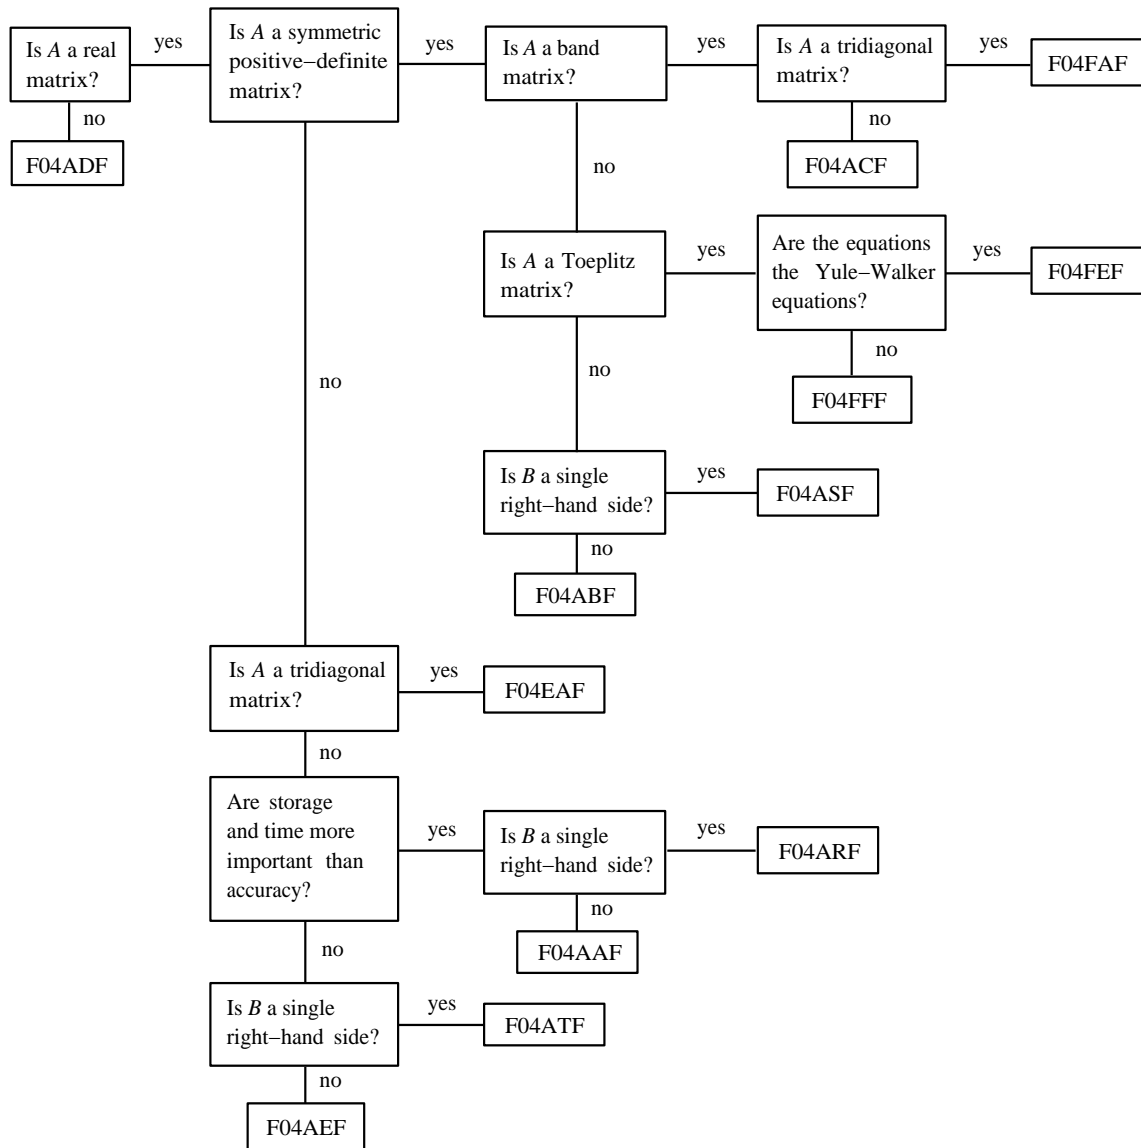 Is A a real
matrix?
yes
Is A a symmetric
positive–definite
matrix?
yes
Is A a band
matrix?
yes
Is A a tridiagonal
matrix?
yes
F04FAF
no
F04ADF
no
F04ACF
no
Is A a Toeplitz
matrix?
yes
Are the equations
the Yule–Walker
equations?
yes
F04FEF
no
F04FFF
no
no
Is B a single
right–hand side?
yes
F04ASF
no
F04ABF
Is A a tridiagonal
matrix?
yes
F04EAF
no
Are storage
and time more
important than
accuracy?
yes
Is B a single
right–hand side?
yes
F04ARF
no
F04AAF
no
Is B a single
right–hand side?
yes
F04ATF
no
F04AEF